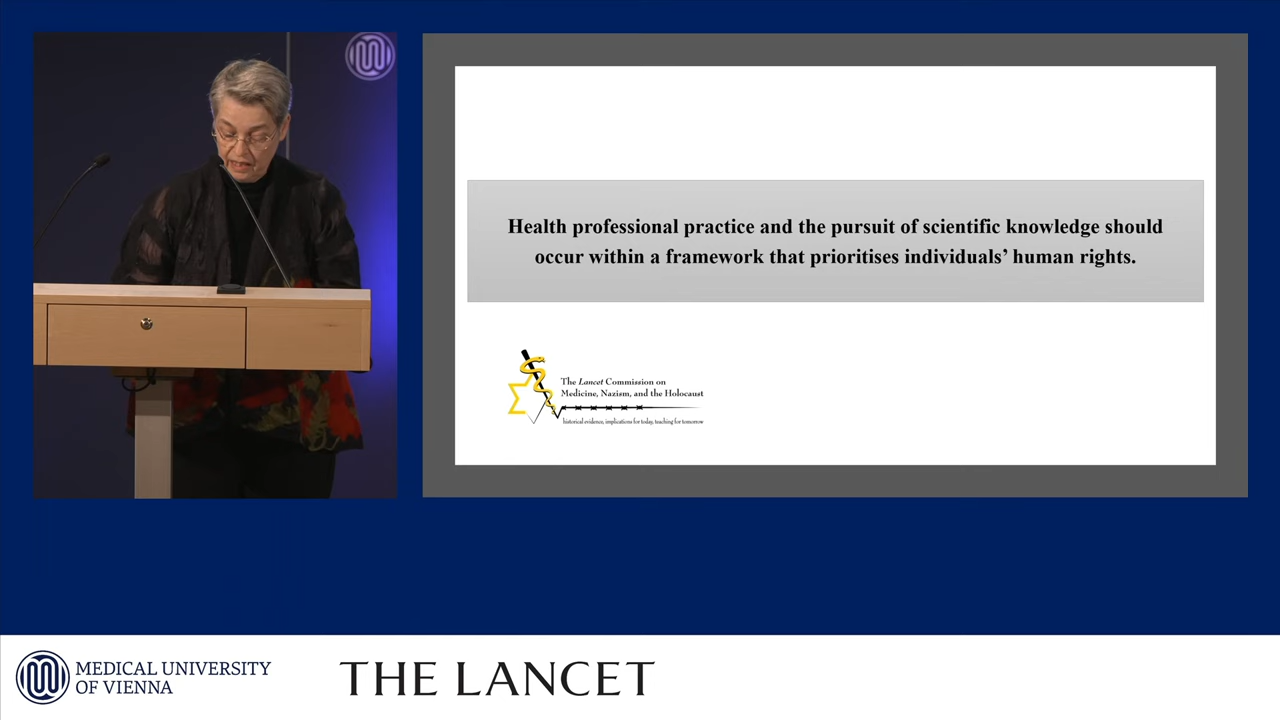 Health professional practice and the pursuit of scientific knowledge should
occur within a framework that prioritises individuals’ human rights.
The Lancet Commission on
Medicine, Nazism, and the Holocaust
historical evidence, implications for today, teaching for tomorrow
MEDICAL UNIVERSITY
OF VIENNA
THE LANCET